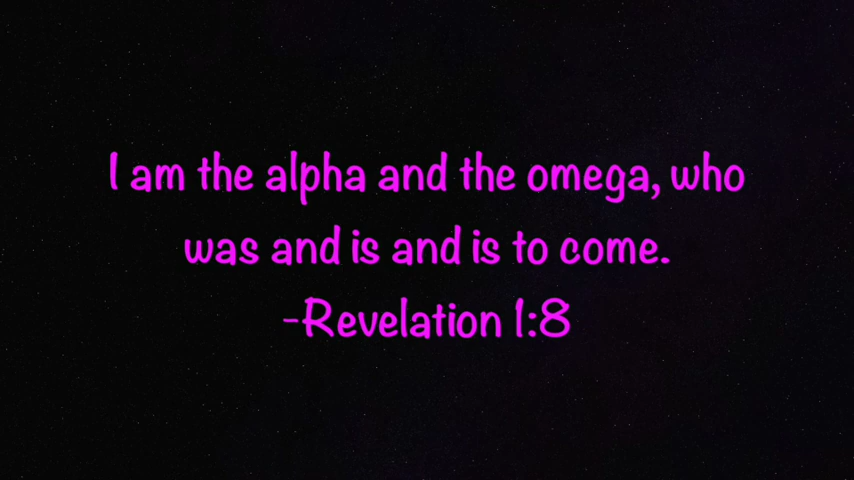 I am the alpha and the omega, who
was and is and is to come.
-Revelation 1:8